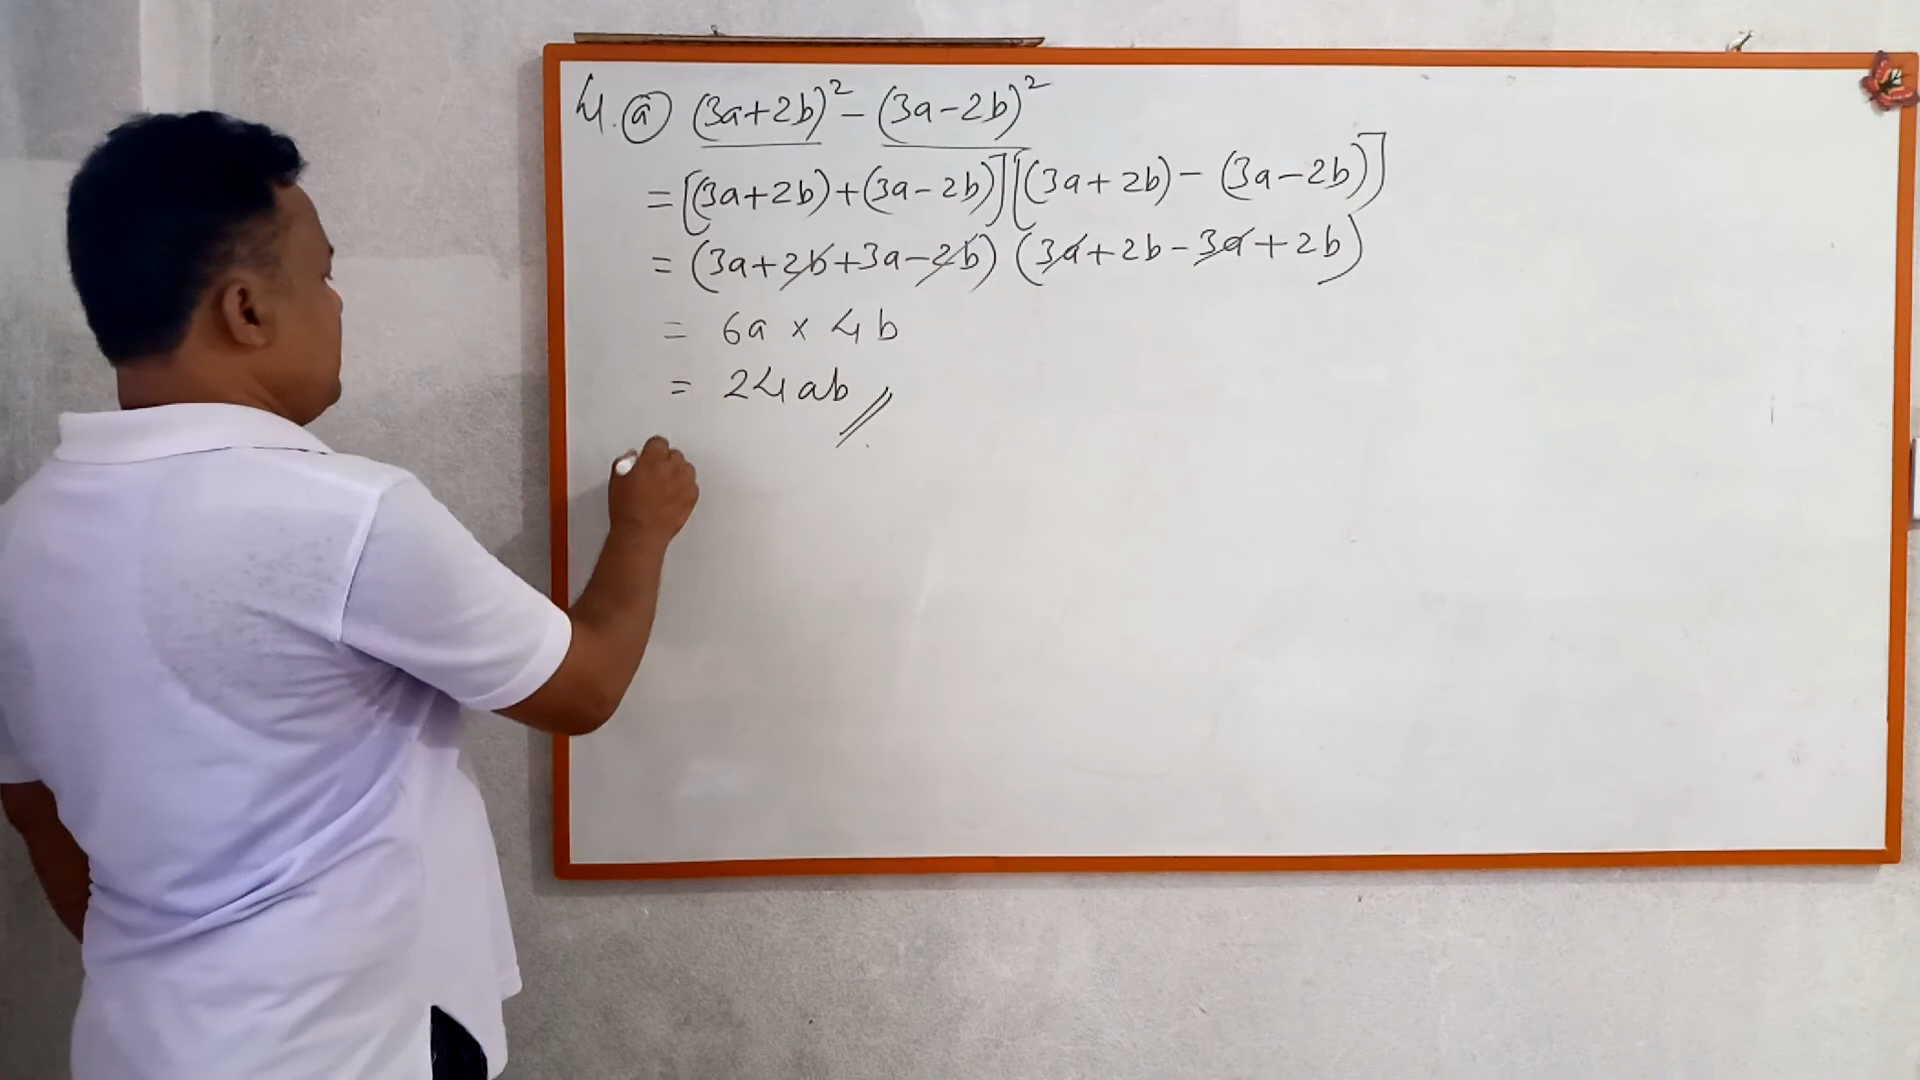 4. ⓐ (3a+2b)² − (3a−2b)²
= [(3a+2b)+(3a−2b)][(3a+2b)− (3a−2b)]
= (3a+2b+3a−2b) (3a+2b−3a+2b)
= 6a × 4b
= 24ab